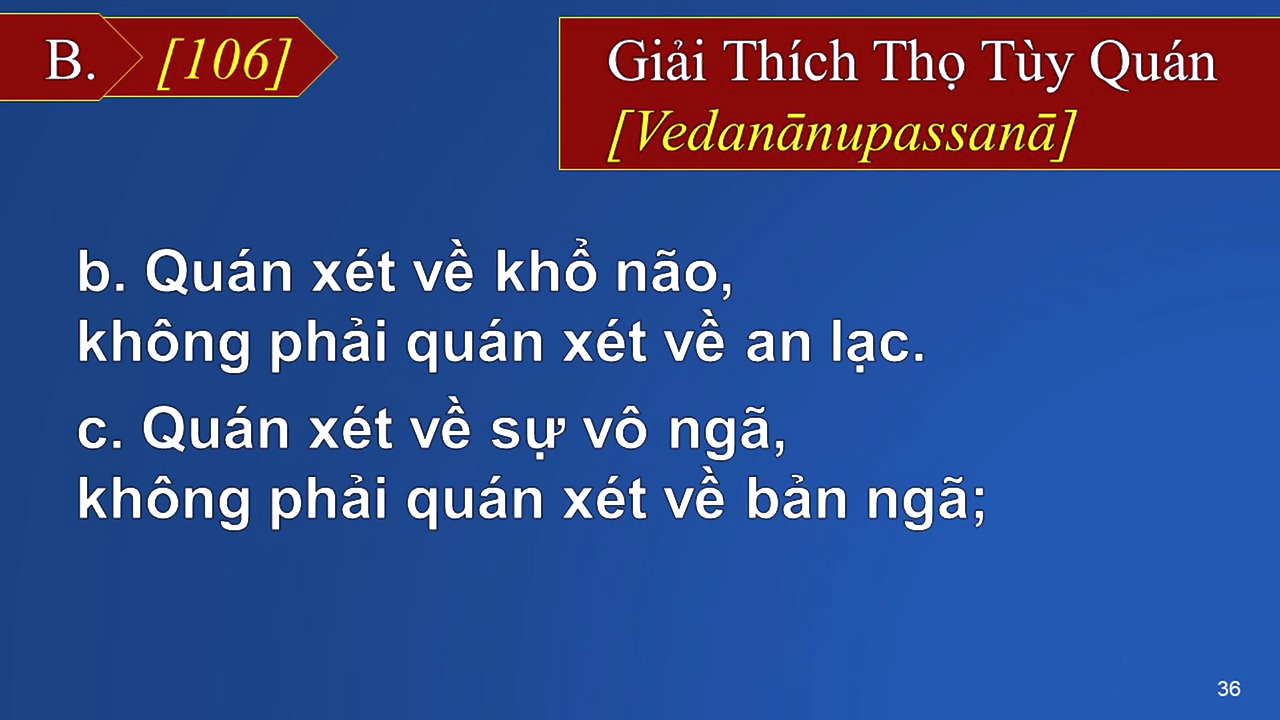 B. [106]
Giải Thích Thọ Tùy Quán
[Vedanānupassanā]
b. Quán xét về khổ não,
không phải quán xét về an lạc.
c. Quán xét về sự vô ngã,
không phải quán xét về bản ngã;
36